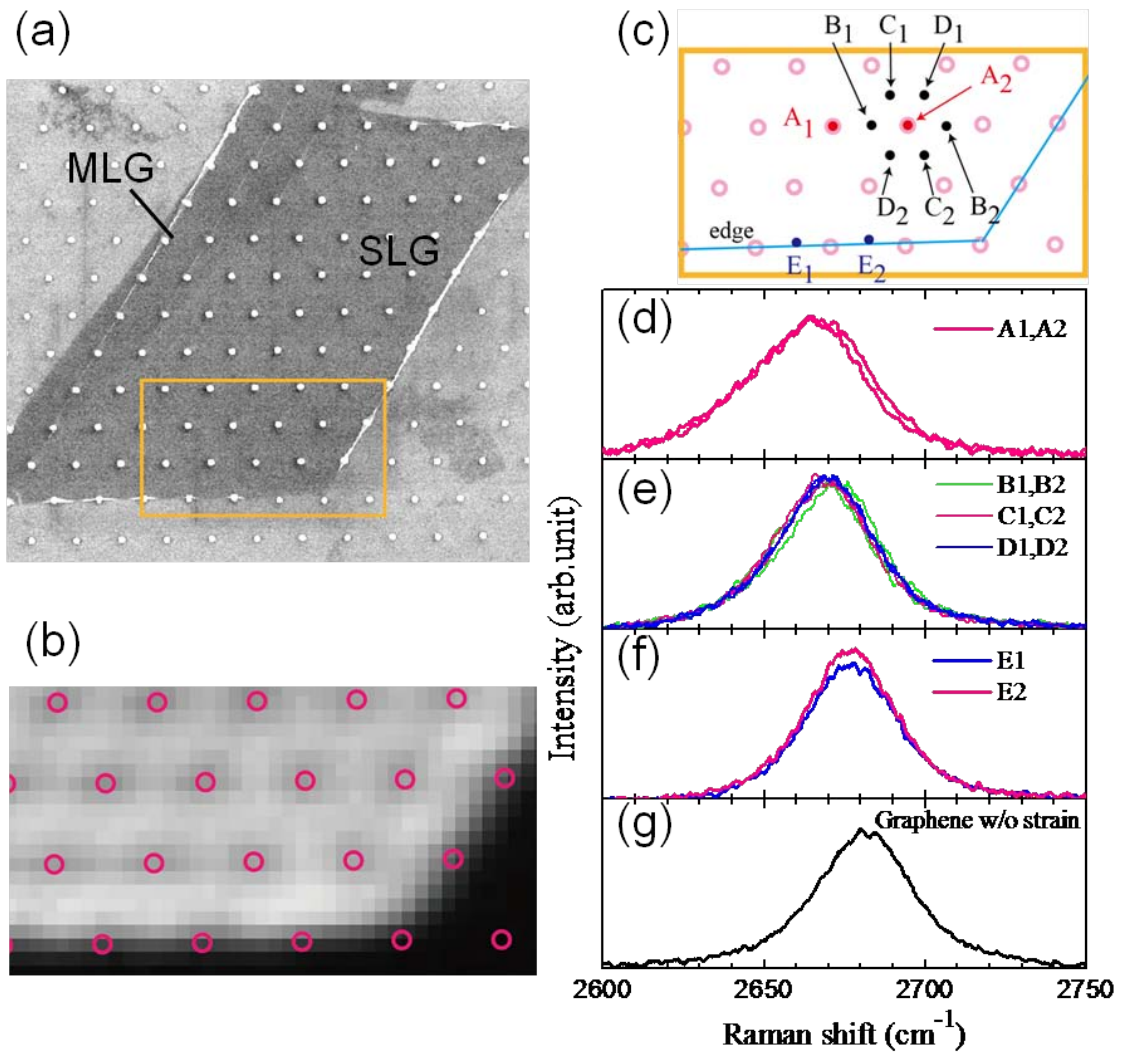 (a)
MLG
SLG
(b)
(c)
B1
C1
D1
A1
A2
D2
C2
B2
edge
E1
E2
(d)
A1,A2
(e)
B1,B2
C1,C2
D1,D2
(f)
E1
E2
(g)
Graphene w/o strain
Intensity (arb.unit)
2600
2650
2700
2750
Raman shift (cm⁻¹)